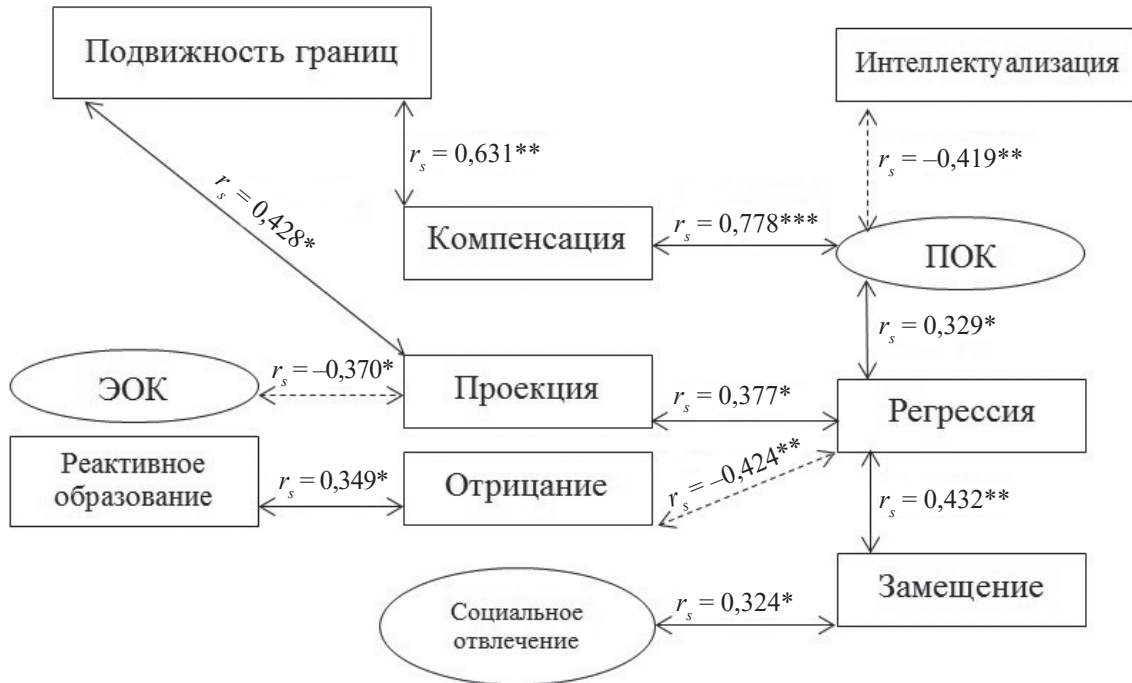 Подвижность границ
Интеллектуализация
r_s = 0,631**
r_s = –0,419**
r_s = 0,428*
Компенсация
r_s = 0,778***
ПОК
r_s = 0,329*
ЭОК
r_s = –0,370*
Проекция
r_s = 0,377*
Регрессия
Реактивное
образование
r_s = 0,349*
Отрицание
r_s = –0,424**
r_s = 0,432**
Социальное
отвлечение
r_s = 0,324*
Замещение